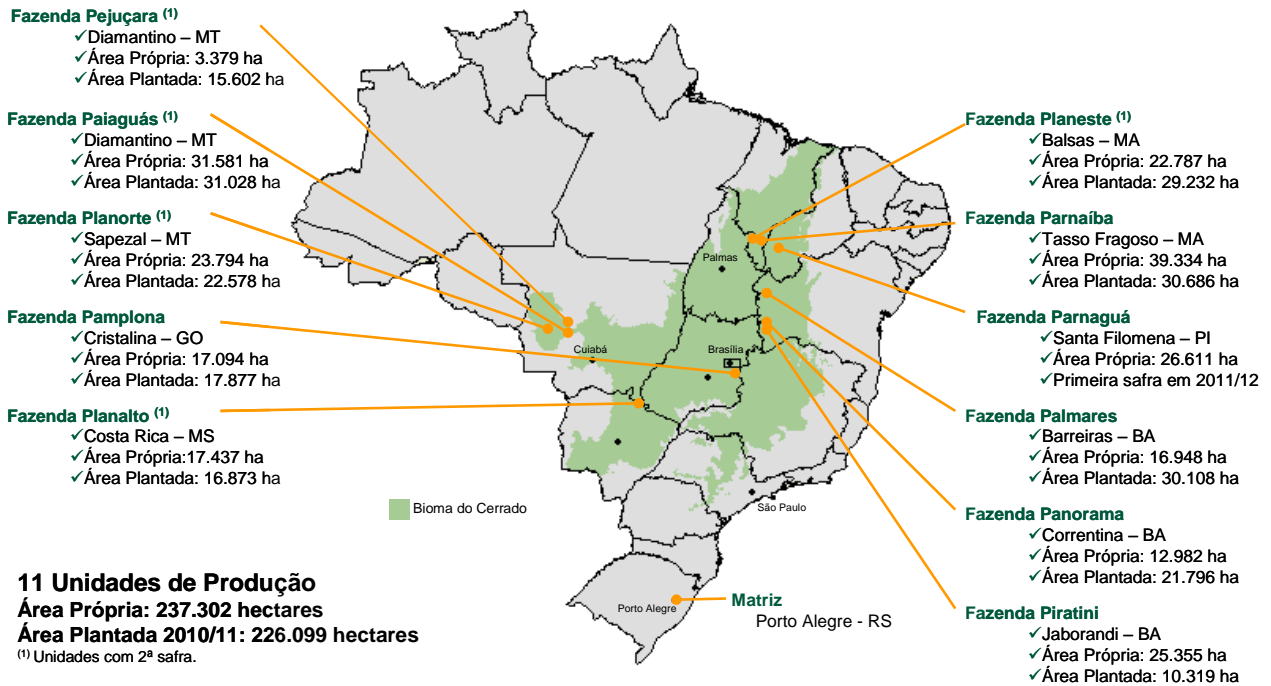 Fazenda Pejuçara (1)
✓Diamantino – MT
✓Área Própria: 3.379 ha
✓Área Plantada: 15.602 ha
Fazenda Paiaguás (1)
✓Diamantino – MT
✓Área Própria: 31.581 ha
✓Área Plantada: 31.028 ha
Fazenda Planorte (1)
✓Sapezal – MT
✓Área Própria: 23.794 ha
✓Área Plantada: 22.578 ha
Fazenda Pamplona
✓Cristalina – GO
✓Área Própria: 17.094 ha
✓Área Plantada: 17.877 ha
Fazenda Planalto (1)
✓Costa Rica – MS
✓Área Própria:17.437 ha
✓Área Plantada: 16.873 ha
Palmas
Cuiabá
Brasília
São Paulo
Porto Alegre
Bioma do Cerrado
Matriz
Porto Alegre - RS
Fazenda Planeste (1)
✓Balsas – MA
✓Área Própria: 22.787 ha
✓Área Plantada: 29.232 ha
Fazenda Parnaíba
✓Tasso Fragoso – MA
✓Área Própria: 39.334 ha
✓Área Plantada: 30.686 ha
Fazenda Parnaguá
✓Santa Filomena – PI
✓Área Própria: 26.611 ha
✓Primeira safra em 2011/12
Fazenda Palmares
✓Barreiras – BA
✓Área Própria: 16.948 ha
✓Área Plantada: 30.108 ha
Fazenda Panorama
✓Correntina – BA
✓Área Própria: 12.982 ha
✓Área Plantada: 21.796 ha
Fazenda Piratini
✓Jaborandi – BA
✓Área Própria: 25.355 ha
✓Área Plantada: 10.319 ha
11 Unidades de Produção
Área Própria: 237.302 hectares
Área Plantada 2010/11: 226.099 hectares
(1) Unidades com 2ª safra.